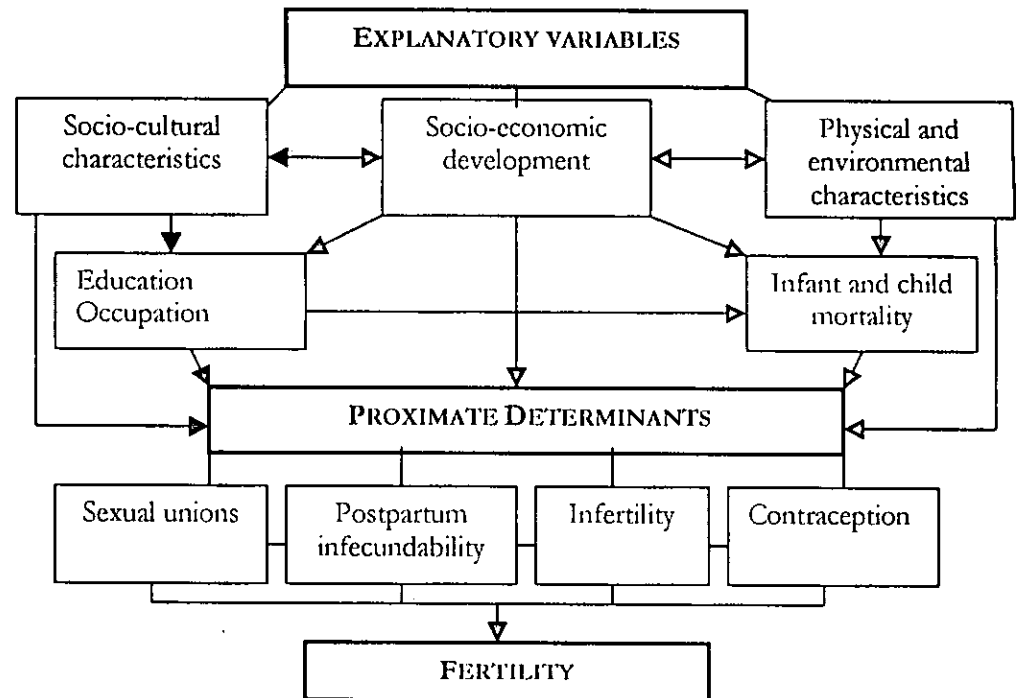 EXPLANATORY VARIABLES
Socio-cultural
characteristics
Socio-economic
development
Physical and
environmental
characteristics
Education
Occupation
Infant and child
mortality
PROXIMATE DETERMINANTS
Sexual unions
Postpartum
infecundability
Infertility
Contraception
FERTILITY